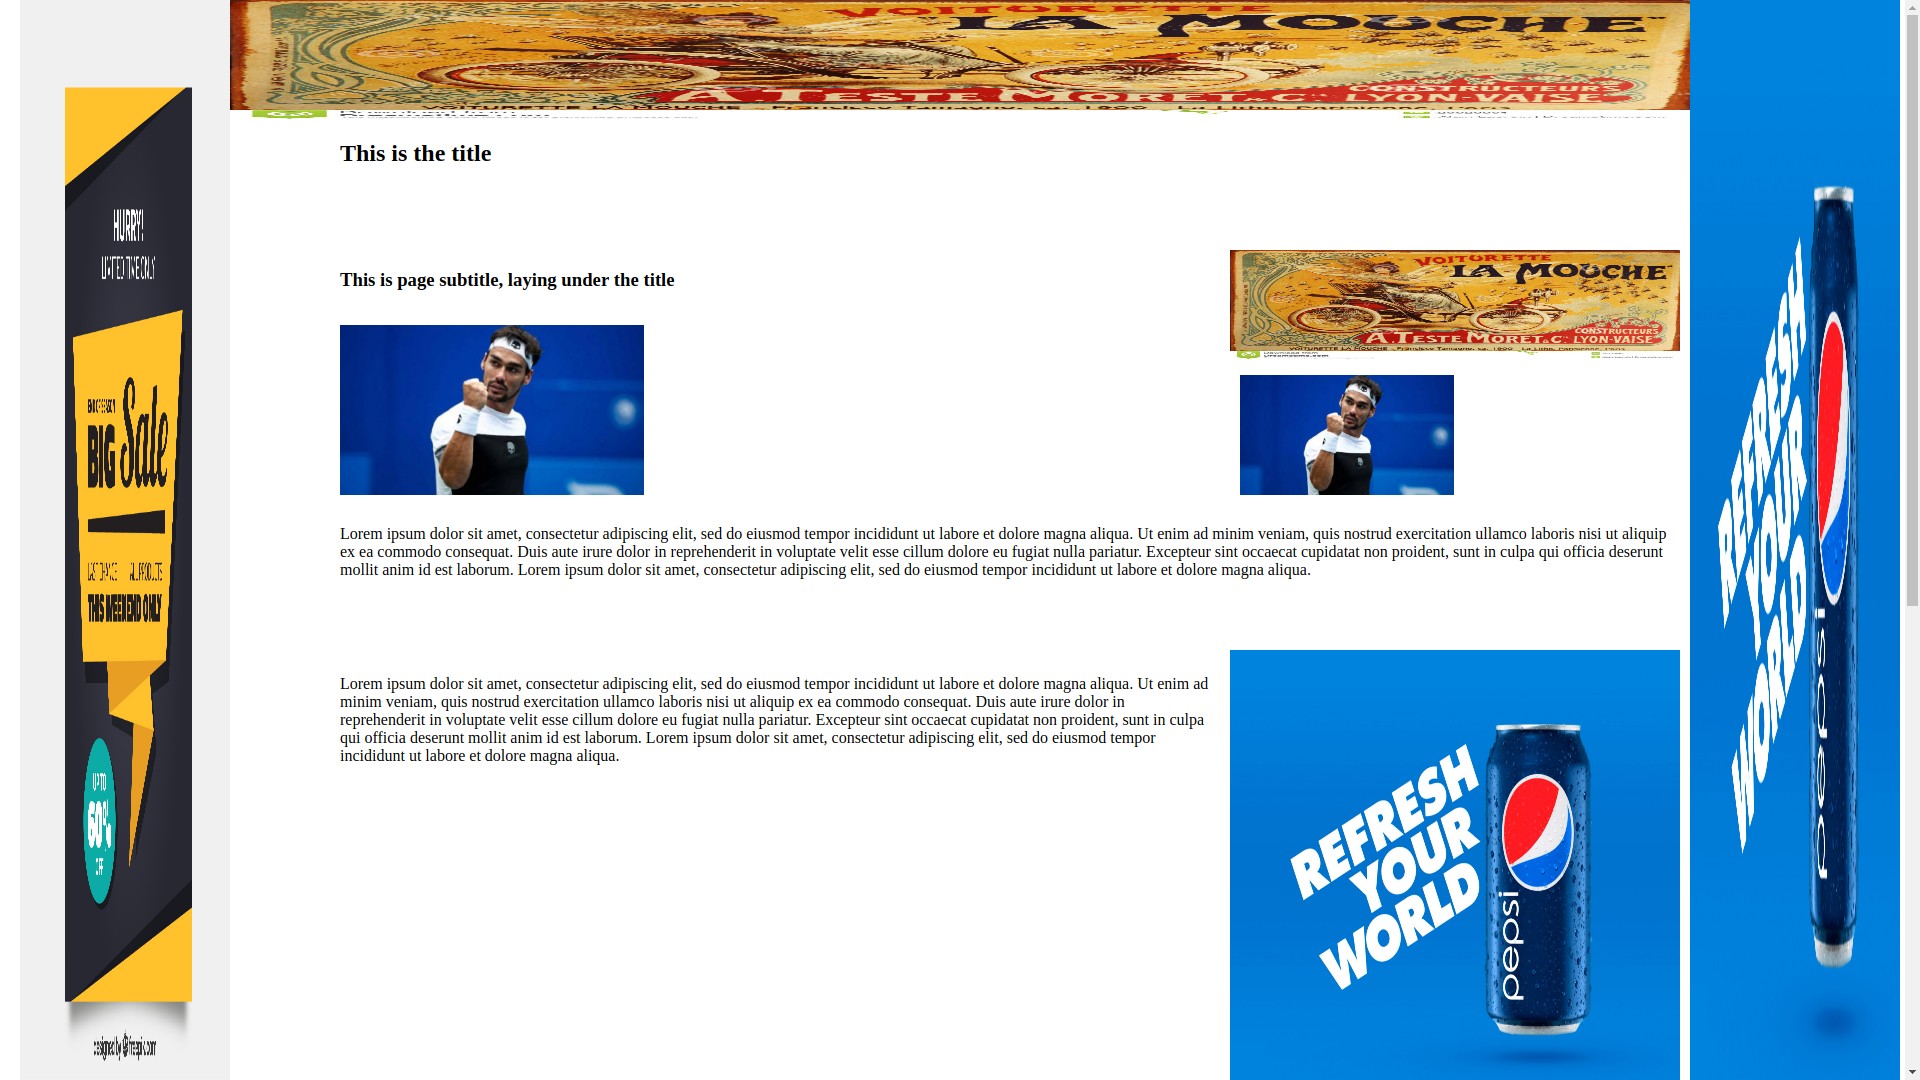 VOITURETTE
"LA MOUCHE"
A. TESTE MORET & C.
CONSTRUCTEURS
LYON-VAISE
This is the title
HURRY!
LIMITED TIME ONLY
END OF SEASON
BIG Sale
LAST CHANCE ALL PRODUCTS
THIS WEEKEND ONLY
UP TO
60%
OFF
designed by freepik.com
This is page subtitle, laying under the title
VOITURETTE
"LA MOUCHE"
CONSTRUCTEURS
A. TESTE MORET & C. LYON-VAISE
Lorem ipsum dolor sit amet, consectetur adipiscing elit, sed do eiusmod tempor incididunt ut labore et dolore magna aliqua. Ut enim ad minim veniam, quis nostrud exercitation ullamco laboris nisi ut aliquip
ex ea commodo consequat. Duis aute irure dolor in reprehenderit in voluptate velit esse cillum dolore eu fugiat nulla pariatur. Excepteur sint occaecat cupidatat non proident, sunt in culpa qui officia deserunt
mollit anim id est laborum. Lorem ipsum dolor sit amet, consectetur adipiscing elit, sed do eiusmod tempor incididunt ut labore et dolore magna aliqua.
Lorem ipsum dolor sit amet, consectetur adipiscing elit, sed do eiusmod tempor incididunt ut labore et dolore magna aliqua. Ut enim ad
minim veniam, quis nostrud exercitation ullamco laboris nisi ut aliquip ex ea commodo consequat. Duis aute irure dolor in
reprehenderit in voluptate velit esse cillum dolore eu fugiat nulla pariatur. Excepteur sint occaecat cupidatat non proident, sunt in culpa
qui officia deserunt mollit anim id est laborum. Lorem ipsum dolor sit amet, consectetur adipiscing elit, sed do eiusmod tempor
incididunt ut labore et dolore magna aliqua.
REFRESH
YOUR
WORLD
pepsi
REFRESH
YOUR
WORLD
pepsi